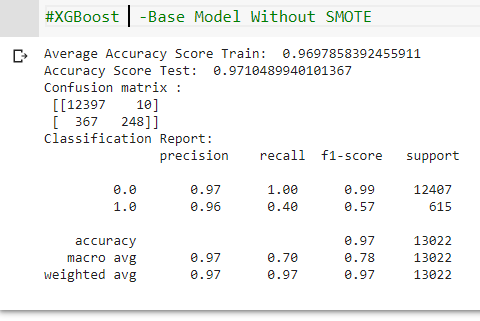 #XGBoost -Base Model Without SMOTE
Average Accuracy Score Train: 0.9697858392455911
Accuracy Score Test: 0.9710489940101367
Confusion matrix :
[[12397 10]
[ 367 248]]
Classification Report:
precision recall f1-score support
0.0 0.97 1.00 0.99 12407
1.0 0.96 0.40 0.57 615
accuracy 0.97 13022
macro avg 0.97 0.70 0.78 13022
weighted avg 0.97 0.97 0.97 13022